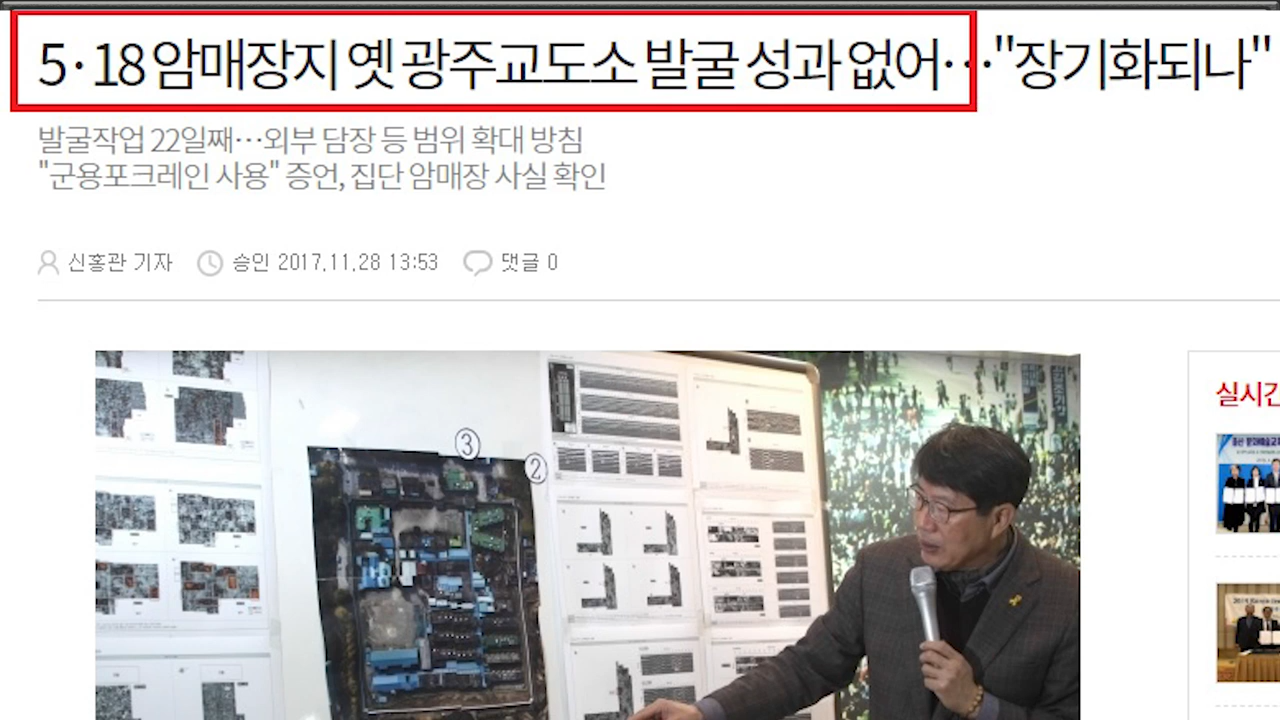 5·18 암매장지 옛 광주교도소 발굴 성과 없어…"장기화되나"
발굴작업 22일째…외부 담장 등 범위 확대 방침
"군용포크레인 사용" 증언, 집단 암매장 사실 확인
신홍관 기자 승인 2017.11.28 13:53 댓글 0
실시간
③
②